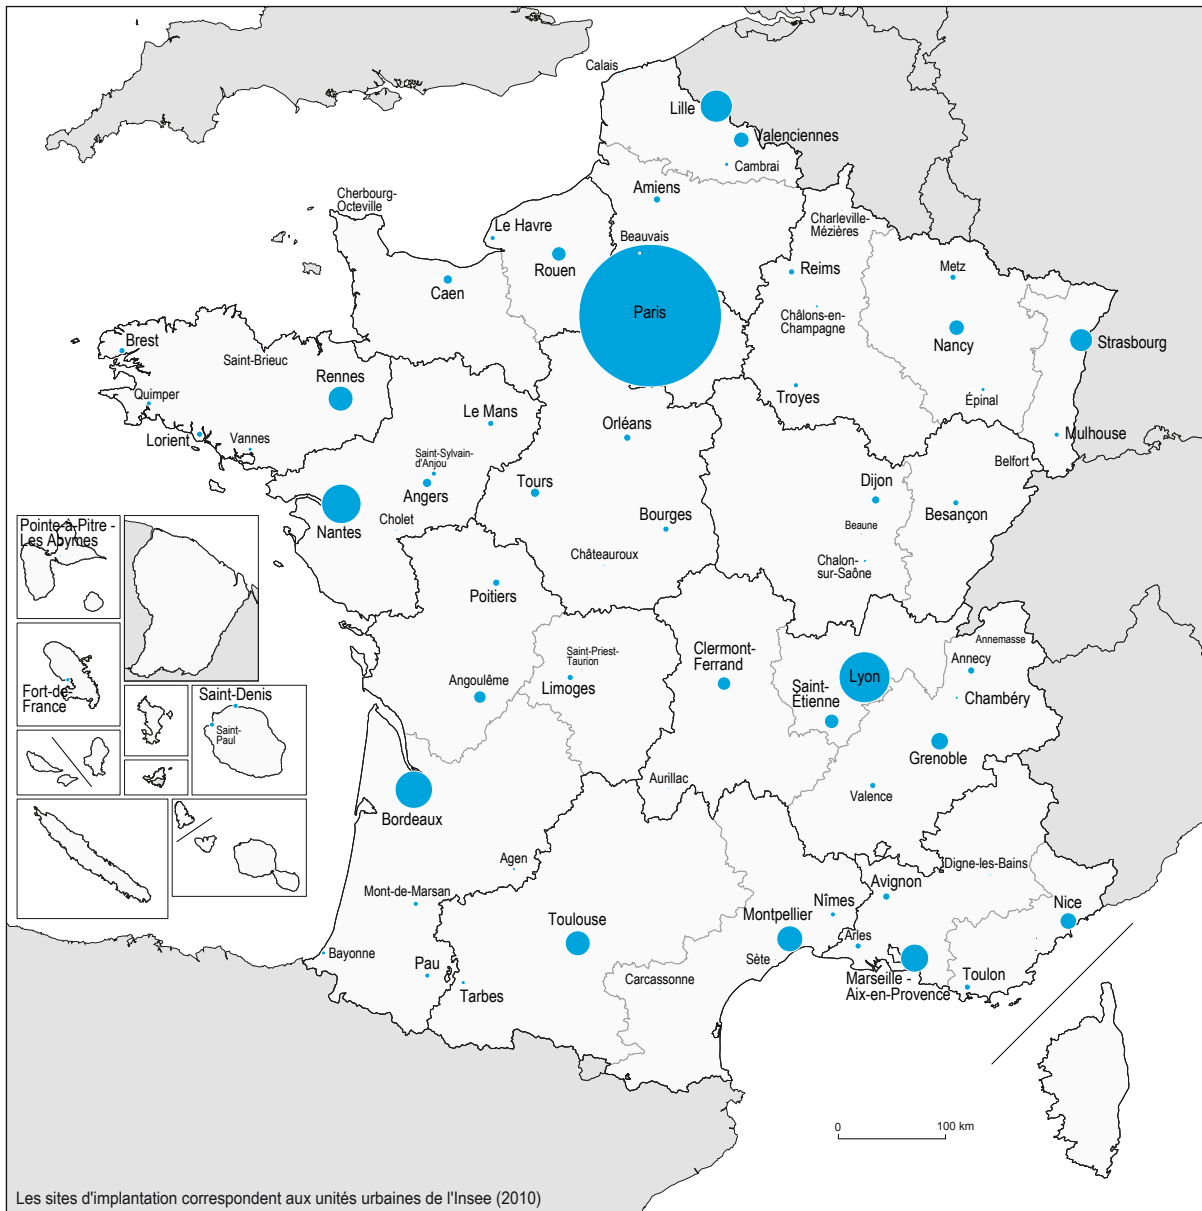 Calais
Lille
Valenciennes
Cambrai
Amiens
Cherbourg-
Octeville
Charleville-
Mézières
Le Havre
Beauvais
Rouen
Reims
Metz
Caen
Paris
Châlons-en-
Champagne
Nancy
Strasbourg
Brest
Saint-Brieuc
Rennes
Quimper
Troyes
Épinal
Le Mans
Orléans
Lorient
Vannes
Mulhouse
Saint-Sylvain-
d'Anjou
Belfort
Tours
Angers
Dijon
Besançon
Nantes
Cholet
Bourges
Beaune
Pointe-à-Pitre -
Les Abymes
Châteauroux
Chalon-
sur-Saône
Poitiers
Annemasse
Saint-Priest-
Taurion
Clermont-
Ferrand
Lyon
Annecy
Angoulême
Limoges
Saint-
Étienne
Chambéry
Fort-de-
France
Saint-Denis
Saint-
Paul
Grenoble
Aurillac
Valence
Bordeaux
Agen
Digne-les-Bains
Mont-de-Marsan
Avignon
Toulouse
Montpellier
Nîmes
Nice
Arles
Bayonne
Sète
Pau
Carcassonne
Toulon
Marseille -
Aix-en-Provence
Tarbes
0 100 km
Les sites d'implantation correspondent aux unités urbaines de l'Insee (2010)